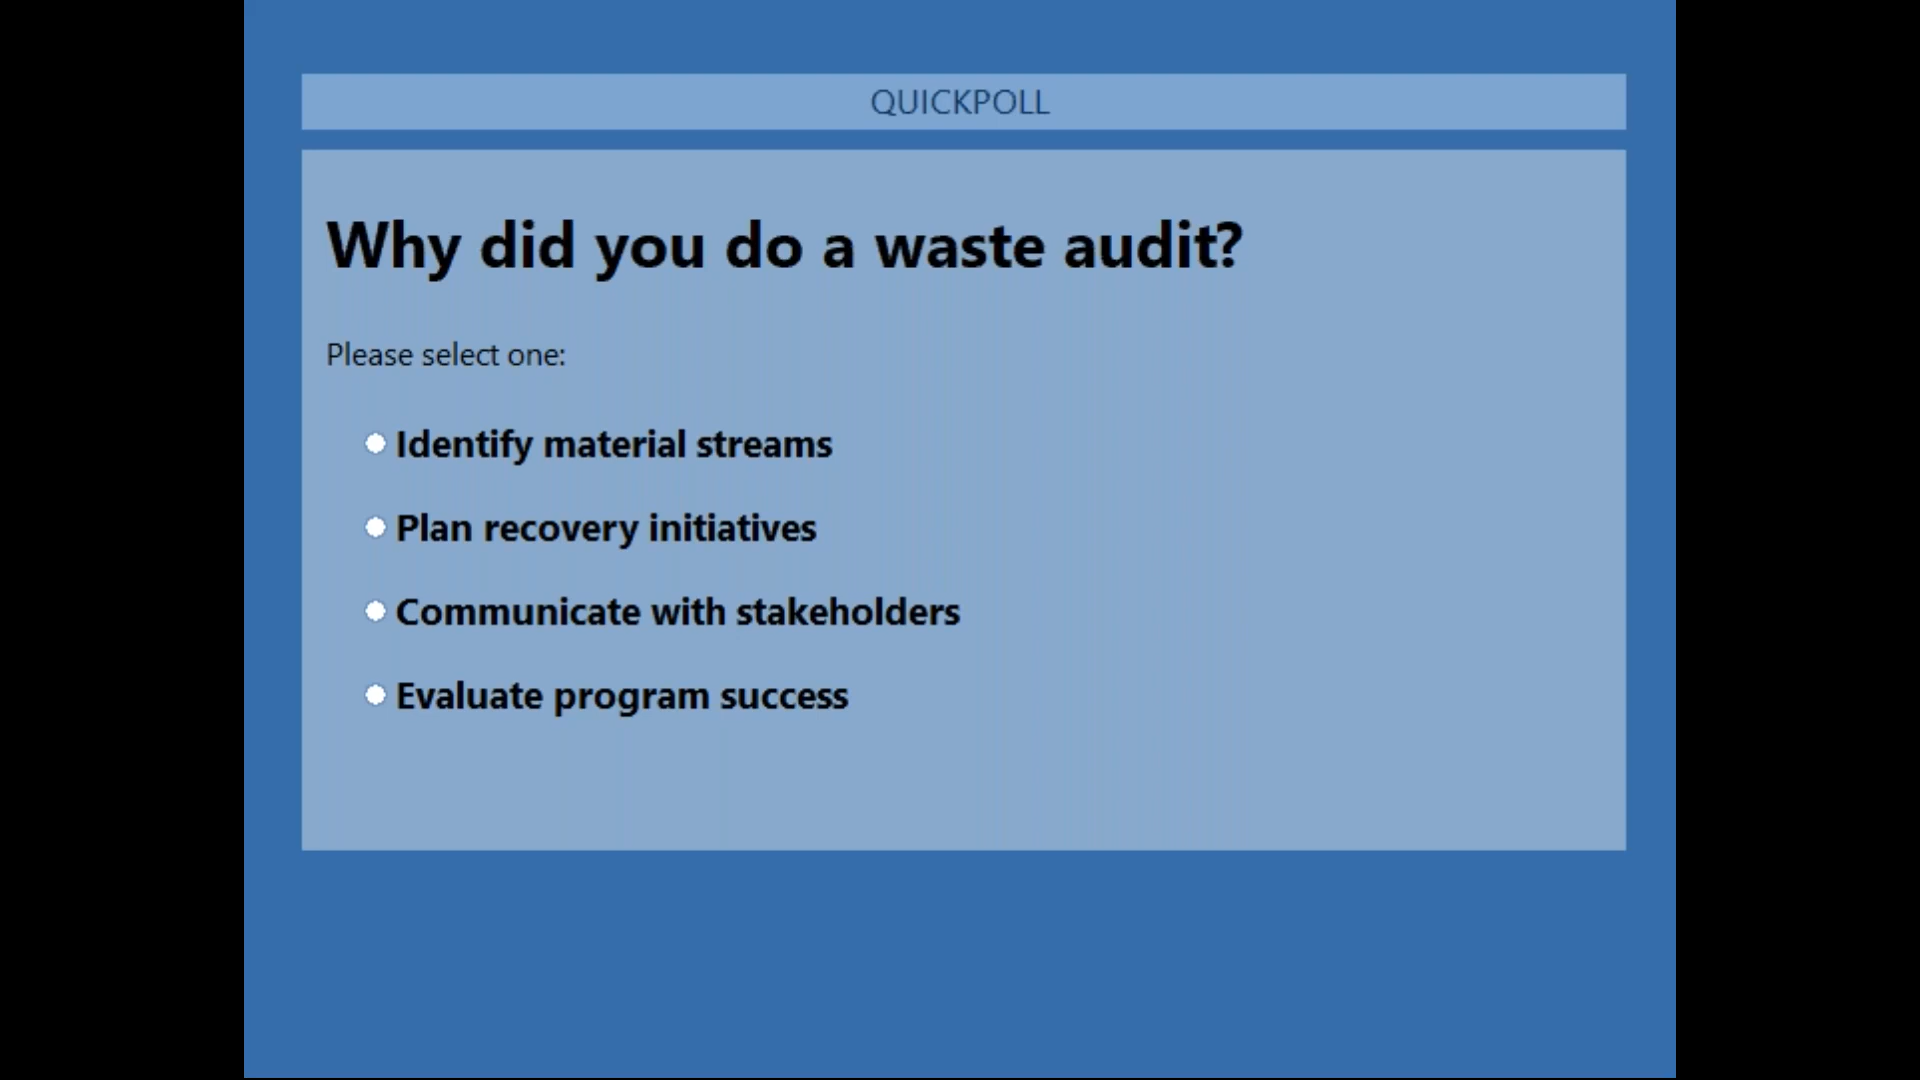 QUICKPOLL
Why did you do a waste audit?
Please select one:
Identify material streams
Plan recovery initiatives
Communicate with stakeholders
Evaluate program success